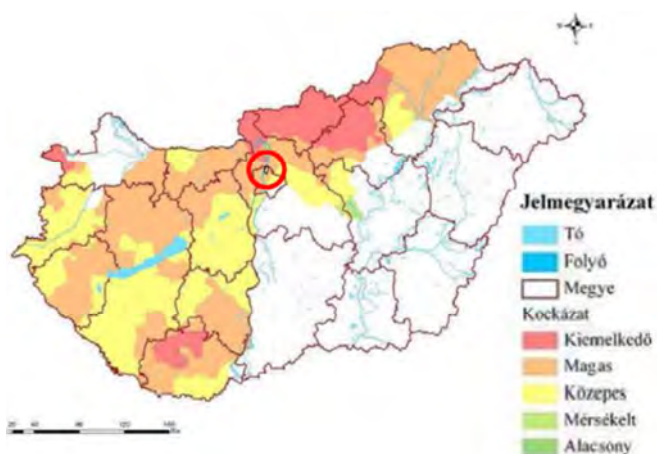 Jelmegyarázat
Tó
Folyó
Megye
Kockázat
Kiemelkedő
Magas
Közepes
Mérsékelt
Alacsony